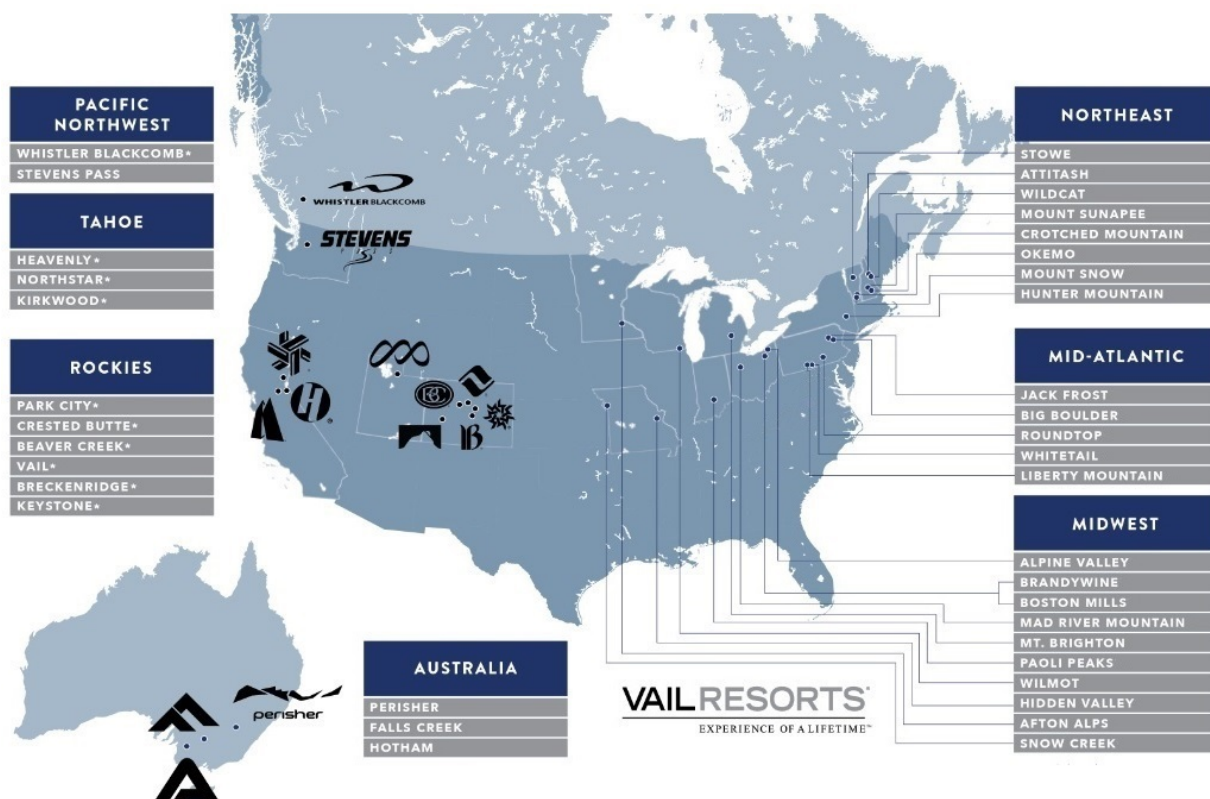 PACIFIC
NORTHWEST
WHISTLER BLACKCOMB*
STEVENS PASS
TAHOE
HEAVENLY*
NORTHSTAR*
KIRKWOOD*
ROCKIES
PARK CITY*
CRESTED BUTTE*
BEAVER CREEK*
VAIL*
BRECKENRIDGE*
KEYSTONE*
WHISTLER BLACKCOMB
STEVENS
H
B
perisher
AUSTRALIA
PERISHER
FALLS CREEK
HOTHAM
VAIL RESORTS®
EXPERIENCE OF A LIFETIME™
NORTHEAST
STOWE
ATTITASH
WILDCAT
MOUNT SUNAPEE
CROTCHED MOUNTAIN
OKEMO
MOUNT SNOW
HUNTER MOUNTAIN
MID-ATLANTIC
JACK FROST
BIG BOULDER
ROUNDTOP
WHITETAIL
LIBERTY MOUNTAIN
MIDWEST
ALPINE VALLEY
BRANDYWINE
BOSTON MILLS
MAD RIVER MOUNTAIN
MT. BRIGHTON
PAOLI PEAKS
WILMOT
HIDDEN VALLEY
AFTON ALPS
SNOW CREEK